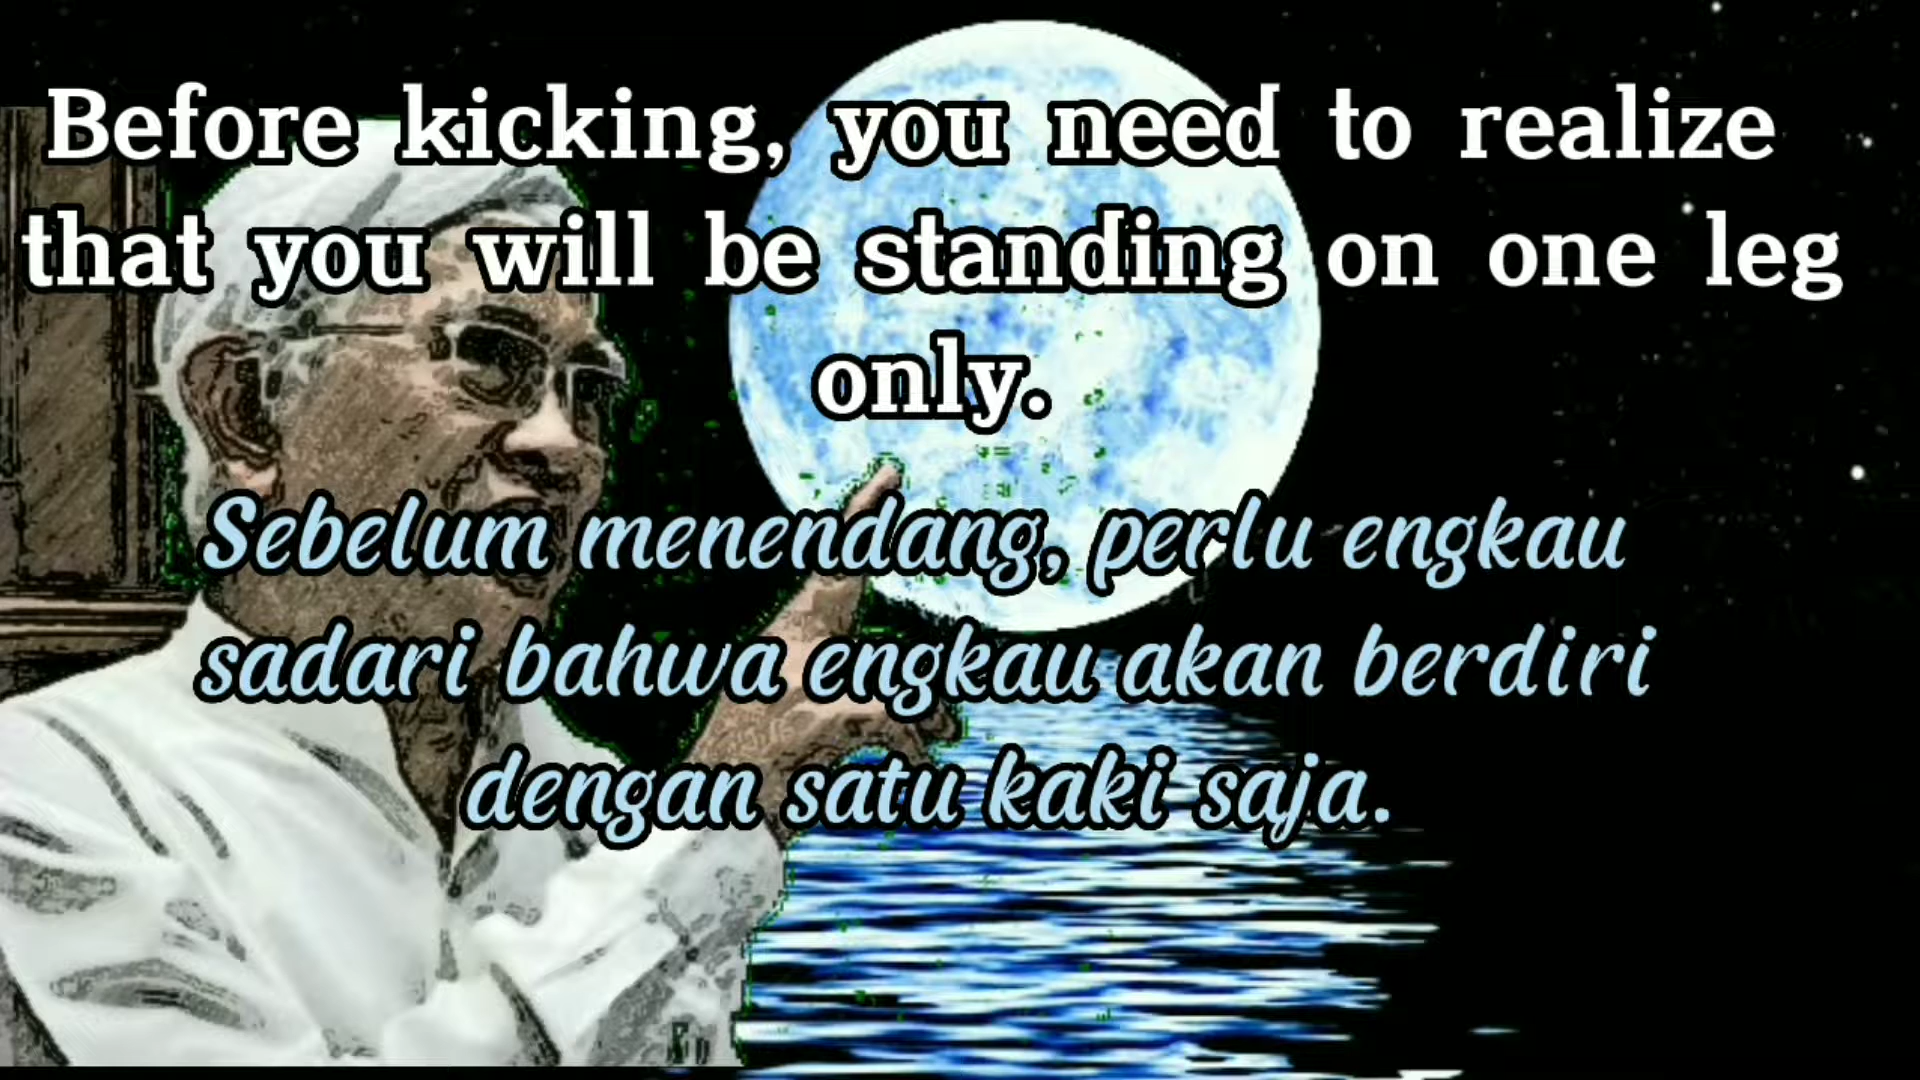 Before kicking, you need to realize
that you will be standing on one leg
only.
Sebelum menendang, perlu engkau
sadari bahwa engkau akan berdiri
dengan satu kaki saja.